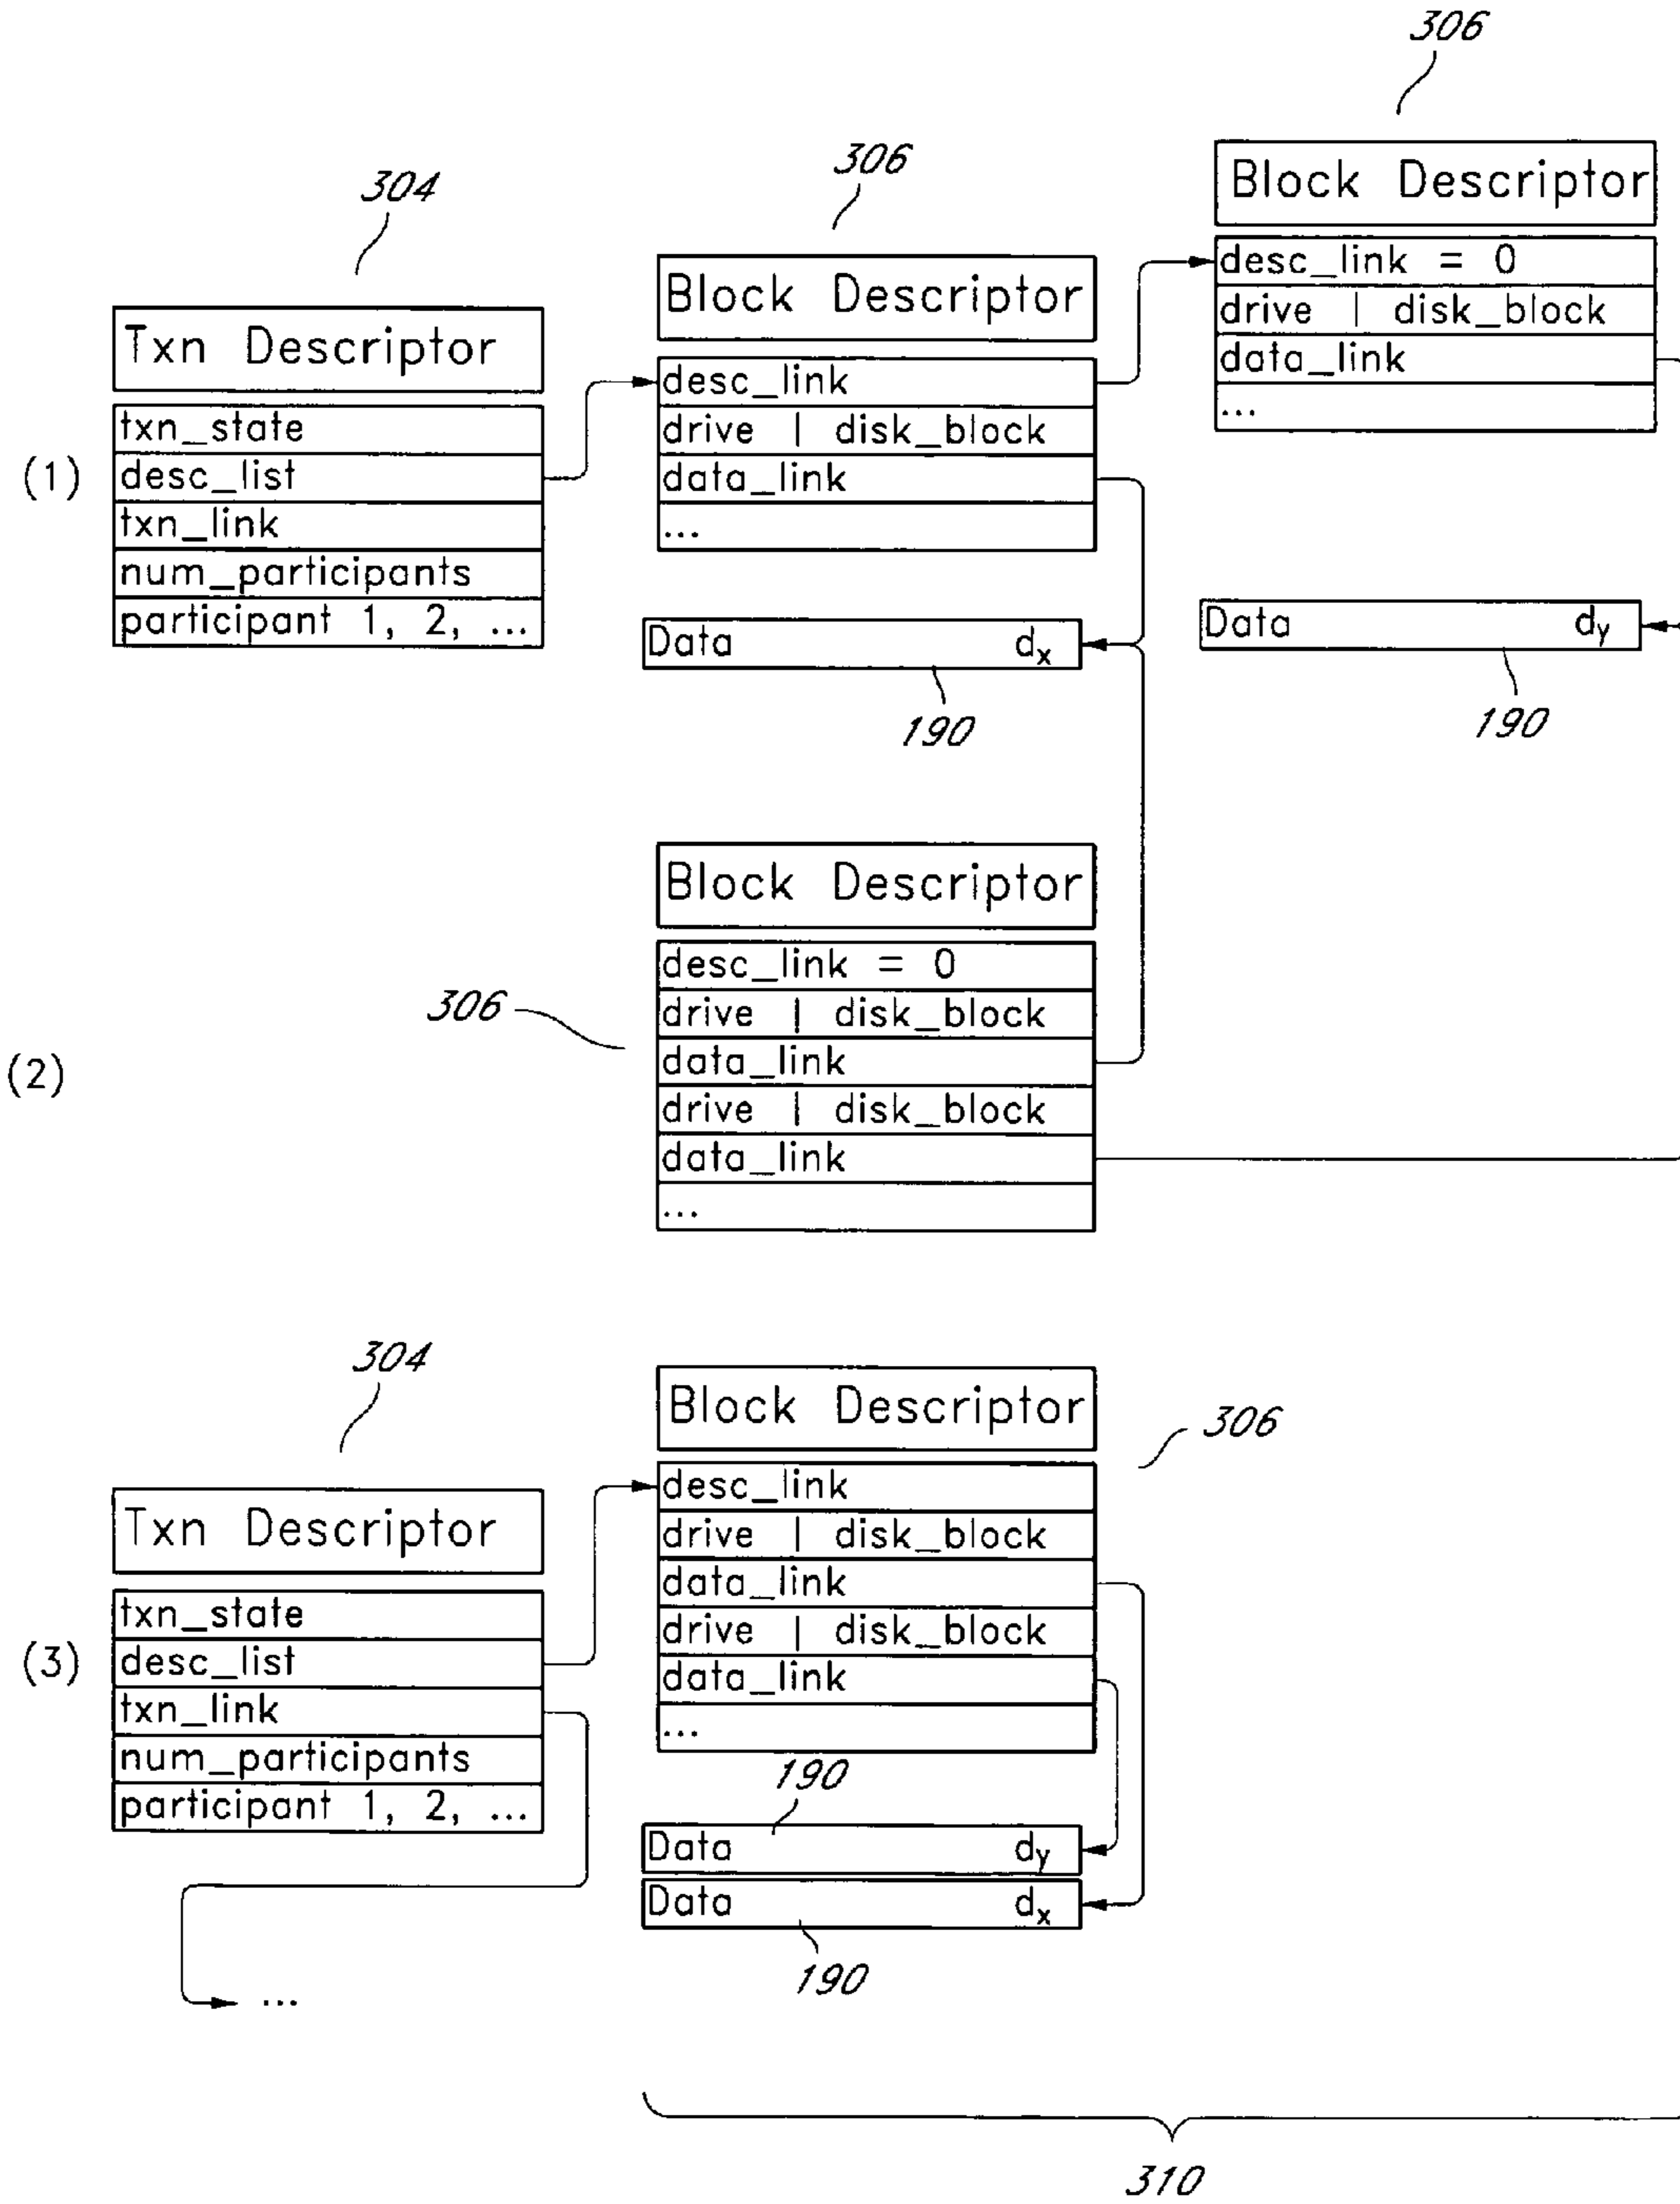 306
306
304
Block Descriptor
desc_link = 0
drive | disk_block
data_link
...
Block Descriptor
desc_link
drive | disk_block
data_link
...
Txn Descriptor
(1)
txn_state
desc_list
txn_link
num_participants
participant 1, 2, ...
Data dx
190
Data dy
190
Block Descriptor
306
(2)
desc_link = 0
drive | disk_block
data_link
drive | disk_block
data_link
...
304
Txn Descriptor
(3)
txn_state
desc_list
txn_link
num_participants
participant 1, 2, ...
...
Block Descriptor
306
desc_link
drive | disk_block
data_link
drive | disk_block
data_link
...
190
Data dy
Data dx
190
310